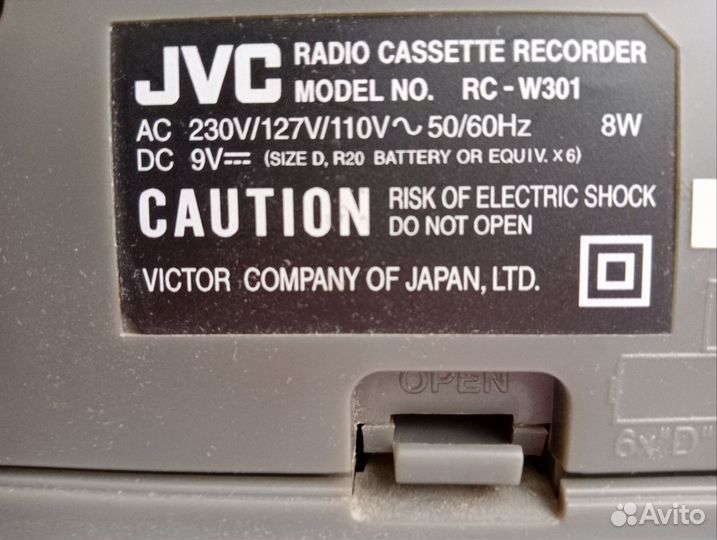 JVC RADIO CASSETTE RECORDER
MODEL NO. RC-W301
AC 230V/127V/110V~50/60Hz 8W
DC 9V⎓ (SIZE D, R20 BATTERY OR EQUIV. X6)
CAUTION RISK OF ELECTRIC SHOCK
DO NOT OPEN
VICTOR COMPANY OF JAPAN, LTD.
OPEN
6x"D"
Avito